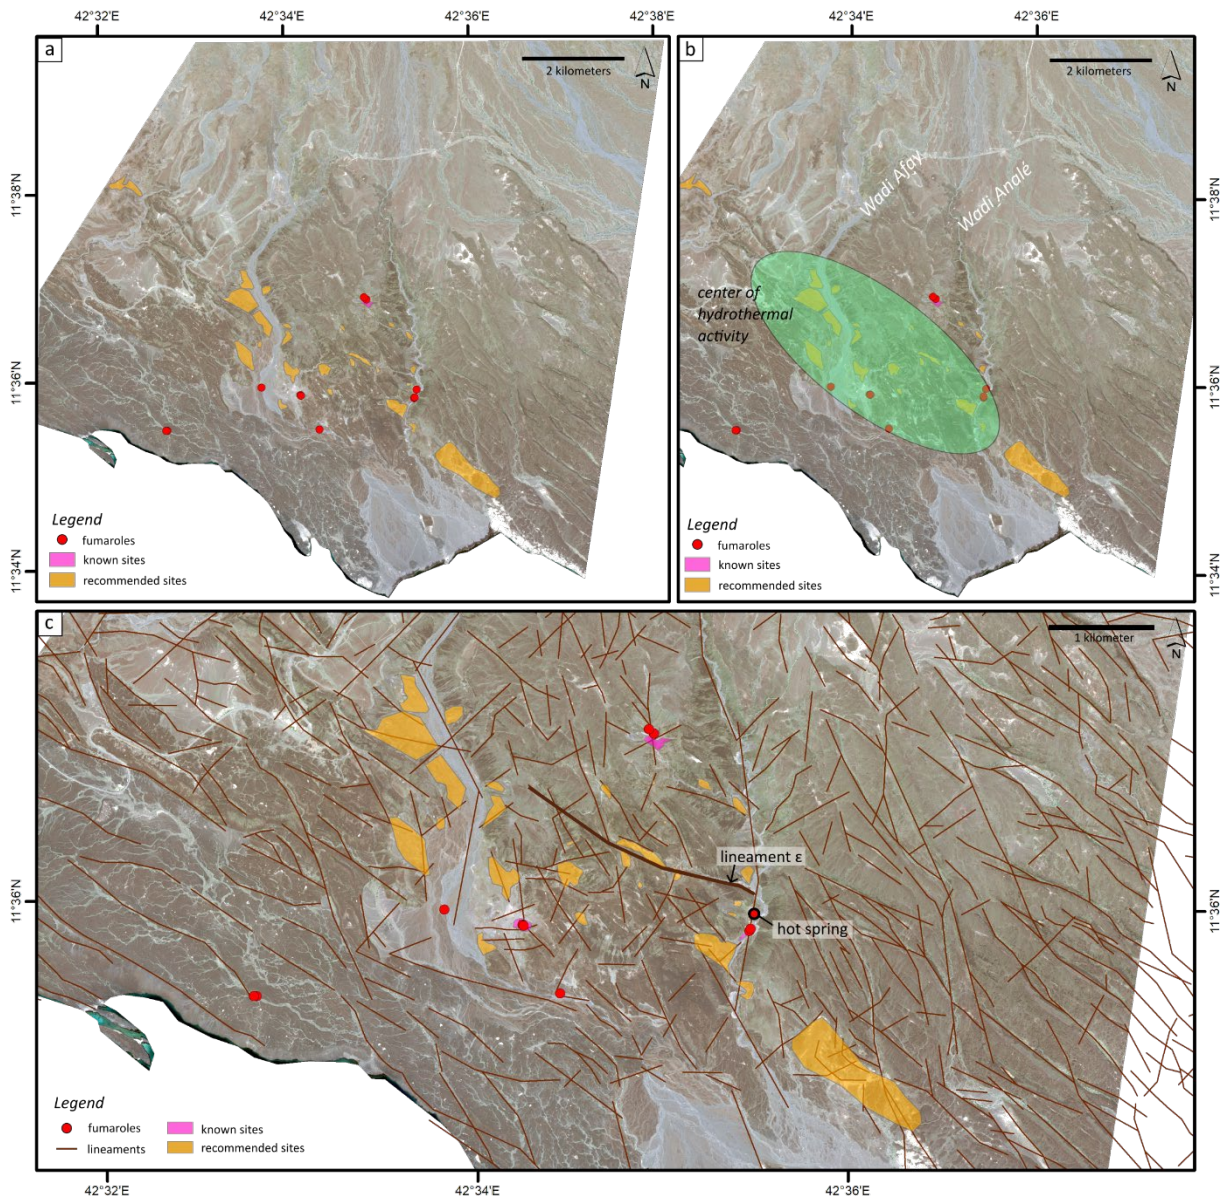 42°32'E 42°34'E 42°36'E 42°38'E 42°34'E 42°36'E
a
2 kilometers
N
11°38'N
11°36'N
11°34'N
Legend
fumaroles
known sites
recommended sites
b
2 kilometers
N
Wadi Afay
Wadi Analé
center of
hydrothermal
activity
11°38'N
11°36'N
11°34'N
Legend
fumaroles
known sites
recommended sites
c
1 kilometer
N
lineament ε
hot spring
11°36'N
11°36'N
Legend
fumaroles known sites
lineaments recommended sites
42°32'E 42°34'E 42°36'E